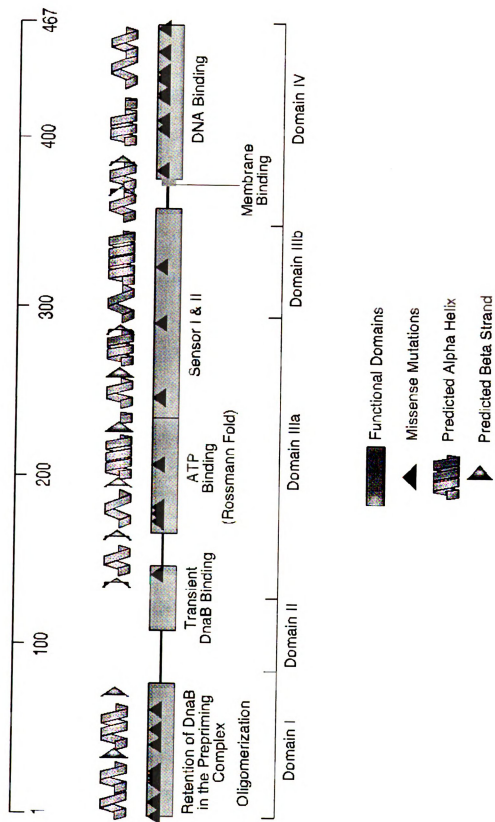 1
100
200
300
400
467
Retention of DnaB
in the Prepriming
Complex
Oligomerization
Transient
DnaB Binding
ATP
Binding
(Rossmann Fold)
Sensor I & II
Membrane
Binding
DNA Binding
Domain I
Domain II
Domain IIIa
Domain IIIb
Domain IV
Functional Domains
Missense Mutations
Predicted Alpha Helix
Predicted Beta Strand